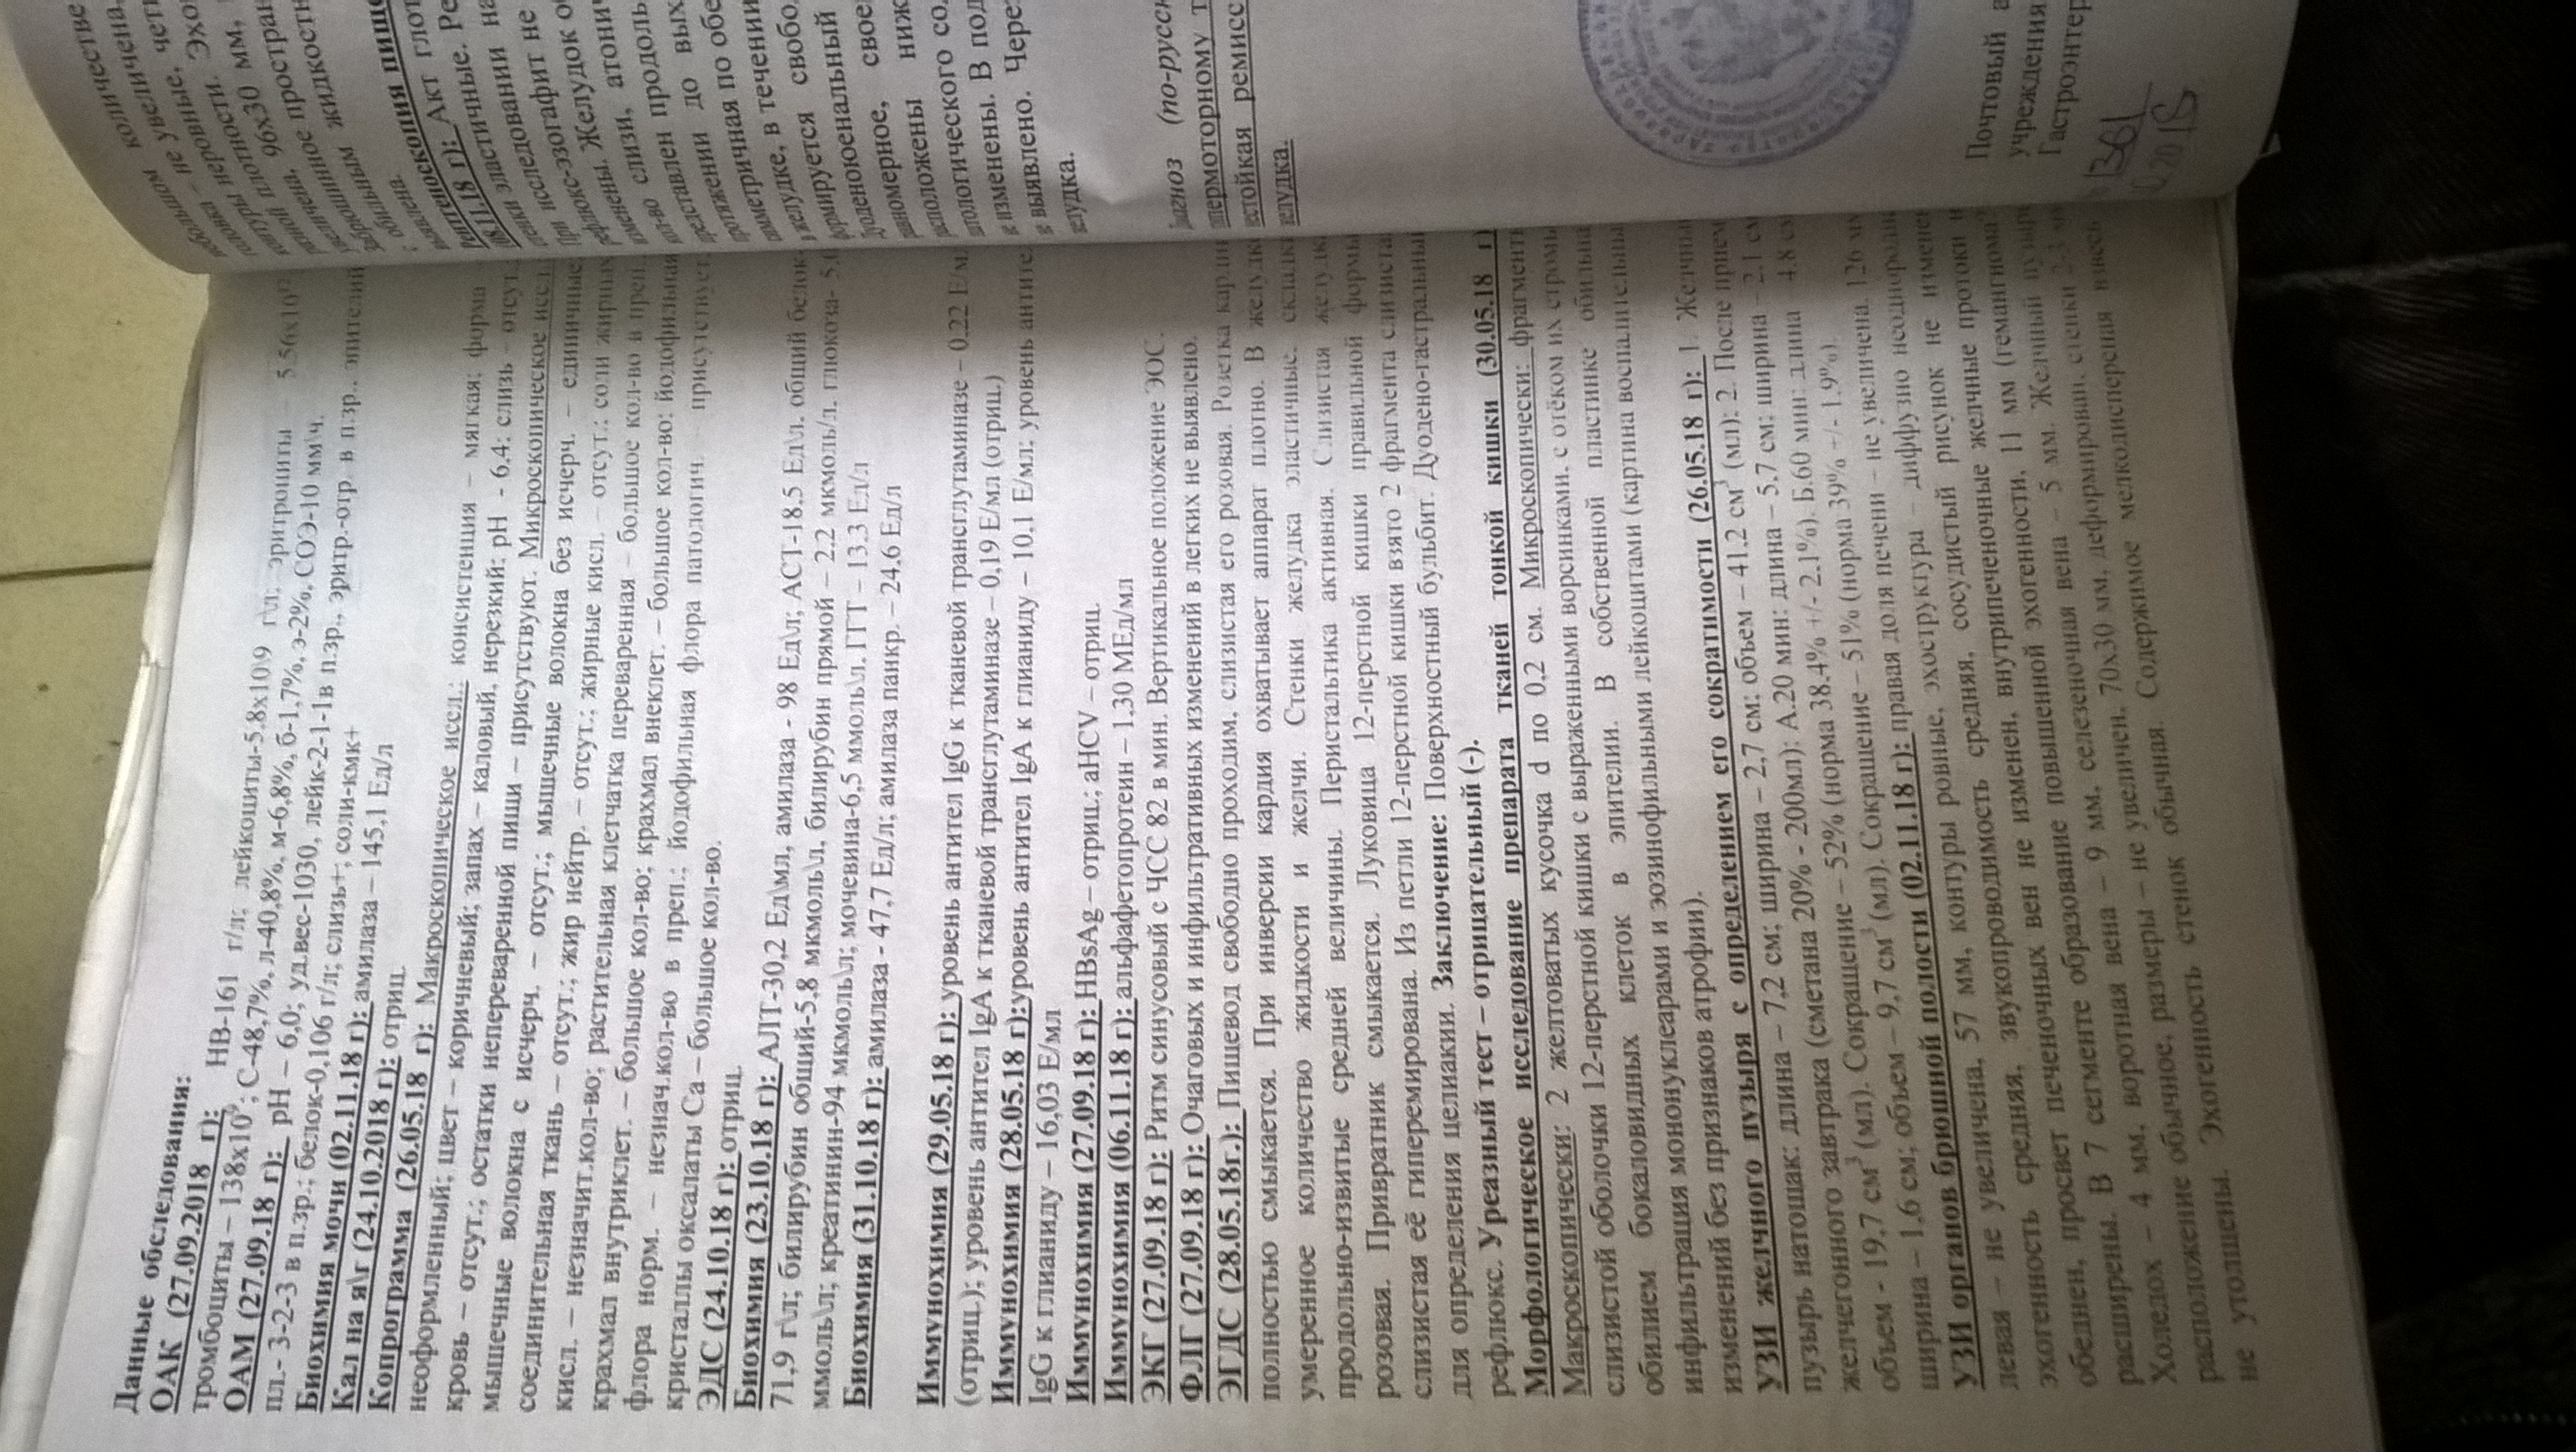 Данные обследования:
ОАК (27.09.2018 г): НВ-161 г/л; лейкоциты-5.8х10\9 г\л; эритроциты – 5.56х10¹²;
тромбоциты – 138х10⁹; С-48,7%, л-40,8%, м-6,8%, б-1,7%, э-2%, СОЭ-10 мм\ч.
ОАМ (27.09.18 г): рН – 6,0; уд.вес-1030, лейк-2-1-1в п.зр., эритр.-отр. в п.зр., эпителий
пл.- 3-2-3 в п.зр.; белок-0,106 г/л; слизь+; соли-кмк+
Биохимия мочи (02.11.18 г): амилаза – 145,1 Ед/л
Кал на я\г (24.10.2018 г): отриц.
Копрограмма (26.05.18 г): Макроскопическое иссл.: консистенция – мягкая; форма –
неоформленный; цвет – коричневый; запах – каловый, нерезкий; рН - 6.4; слизь – отсут.;
кровь – отсут.; остатки непереваренной пищи – присутствуют. Микроскопическое иссл.:
мышечные волокна с исчерч. – отсут.; мышечные волокна без исчерч. – единичные;
соединительная ткань – отсут.; жир нейтр. – отсут.; жирные кисл. – отсут.; соли жирных
кисл. – незначит.кол-во; растительная клетчатка переваренная – большое кол-во в преп.;
крахмал внутриклет. – большое кол-во; крахмал внеклет. – большое кол-во; йодофильная
флора норм. – незнач.кол-во в преп.; йодофильная флора патологич. – присутствует;
кристаллы оксалаты Са – большое кол-во.
ЭДС (24.10.18 г): отриц.
Биохимия (23.10.18 г): АЛТ-30,2 Ед\мл, амилаза - 98 Ед\л; АСТ-18,5 Ед\л, общий белок-
71,9 г\л; билирубин общий-5,8 мкмоль\л, билирубин прямой – 2,2 мкмоль/л, глюкоза-
ммоль\л; креатинин-94 мкмоль\л; мочевина-6,5 ммоль\л, ГГТ – 13,3 Ед/л
Биохимия (31.10.18 г): амилаза - 47,7 Ед/л; амилаза панкр. – 24,6 Ед/л
Иммунохимия (29.05.18 г): уровень антител IgG к тканевой трансглутаминазе – 0,22 Е/мл
(отриц.); уровень антител IgA к тканевой трансглутаминазе – 0,19 Е/мл (отриц.)
Иммунохимия (28.05.18 г):уровень антител IgA к глианиду – 10,1 Е/мл; уровень антител
IgG к глианиду – 16,03 Е/мл
Иммунохимия (27.09.18 г): HBsAg – отриц.; аHCV – отриц.
Иммунохимия (06.11.18 г): альфафетопротеин – 1,30 МЕд/мл
ЭКГ (27.09.18 г): Ритм синусовый с ЧСС 82 в мин. Вертикальное положение ЭОС.
ФЛГ (27.09.18 г): Очаговых и инфильтративных изменений в легких не выявлено.
ЭГДС (28.05.18г.): Пищевод свободно проходим, слизистая его розовая. Розетка кардии
полностью смыкается. При инверсии кардия охватывает аппарат плотно. В желудке
умеренное количество жидкости и желчи. Стенки желудка эластичные, складки
продольно-извитые средней величины. Перистальтика активная. Слизистая желудка
розовая. Привратник смыкается. Луковица 12-перстной кишки правильной формы
слизистая её гиперемирована. Из петли 12-перстной кишки взято 2 фрагмента слизистой
для определения целиакии. Заключение: Поверхностный бульбит. Дуодено-гастральный
рефлюкс. Уреазный тест – отрицательный (-).
Морфологическое исследование препарата тканей тонкой кишки (30.05.18 г)
Макроскопически: 2 желтоватых кусочка d по 0,2 см. Микроскопически: фрагменты
слизистой оболочки 12-перстной кишки с выраженными ворсинками, с отёком их стромы
обилием бокаловидных клеток в эпителии. В собственной пластинке обильная
инфильтрация мононуклеарами и эозинофильными лейкоцитами (картина воспалительных
изменений без признаков атрофии).
УЗИ желчного пузыря с определением его сократимости (26.05.18 г): 1. Желчный
пузырь натощак: длина – 7,2 см; ширина – 2,7 см; объем – 41,2 см³ (мл); 2. После приема
желчегонного завтрака (сметана 20% - 200мл): А.20 мин: длина – 5,7 см; ширина – 2,1 см
объем - 19,7 см³ (мл). Сокращение – 52% (норма 38,4% +/- 2,1%). Б.60 мин: длина – 4,8 см
ширина – 1,6 см; объем – 9,7 см³ (мл). Сокращение – 51% (норма 39% +/- 1,9%).
УЗИ органов брюшной полости (02.11.18 г): правая доля печени – не увеличена, 126 мм
левая – не увеличена, 57 мм, контуры ровные, эхоструктура – диффузно неоднородна
эхогенность средняя, звукопроводимость средняя, сосудистый рисунок не изменен
обеднен, просвет печеночных вен не изменен, внутрипеченочные желчные протоки не
расширены. В 7 сегменте образование повышенной эхогенности, 11 мм (гемангиома?
Холедох – 4 мм, воротная вена – 9 мм, селезеночная вена – 5 мм. Желчный пузырь
расположение обычное, размеры – не увеличен, 70х30 мм, деформирован, стенки 2-3 мм
не утолщены. Эхогенность стенок обычная. Содержимое мелкодисперсная взвесь
небольшом количестве
головка – не увеличена,
контуры неровные, чет
разной плотности. Эхо
увеличена, 96х30 мм,
Забрюшинное простран
с обильным жидкость
выявлена.
Рентгеноскопия пище
(08.11.18 г): Акт глот
стенки эластичные. Ре
При исследовании на
рефлюкс-эзогафит не
изменены. Желудок о
кол-во слизи, атонич
представлен продоль
протяжении до вых
симметричная по обе
в желудке, в течении
формируется свобо
Дуоденоюенальный
равномерное, свое
расположены ниж
патологического со
не изменены. В под
не выявлено. Чере
желудка.
Диагноз (по-русск
гипермоторному т
нестойкая ремисс
желудка.
Почтовый а
учреждения
Гастроэнтер
1361
2018